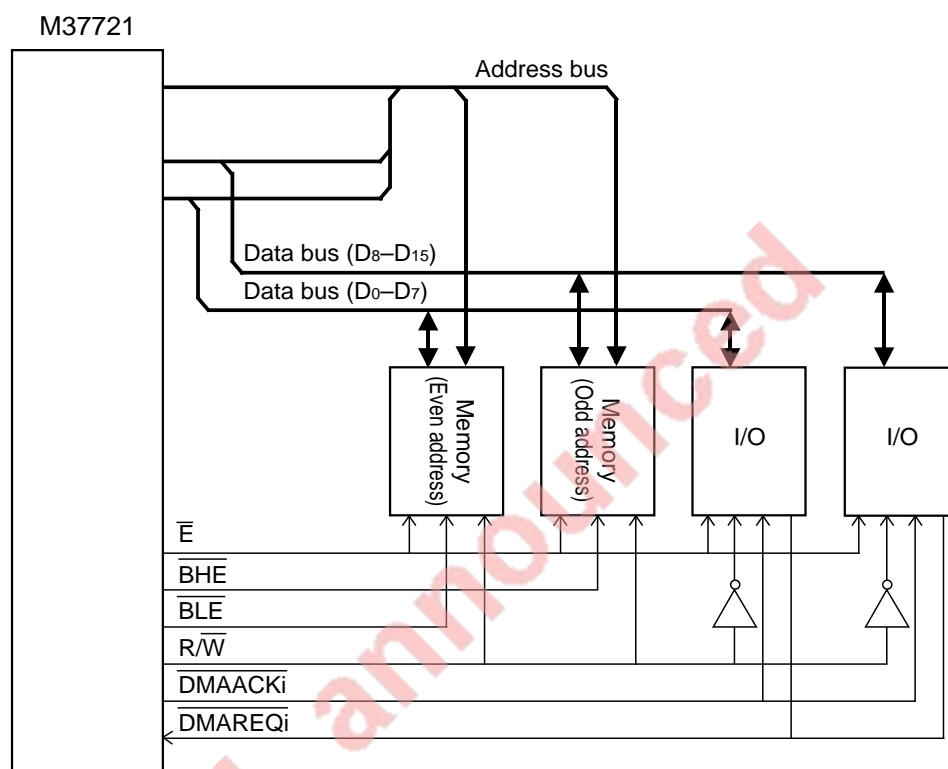 M37721
Address bus
Data bus (D8–D15)
Data bus (D0–D7)
Memory
(Even address)
Memory
(Odd address)
I/O
I/O
E
BHE
BLE
R/W
DMAACKi
DMAREQi
announced